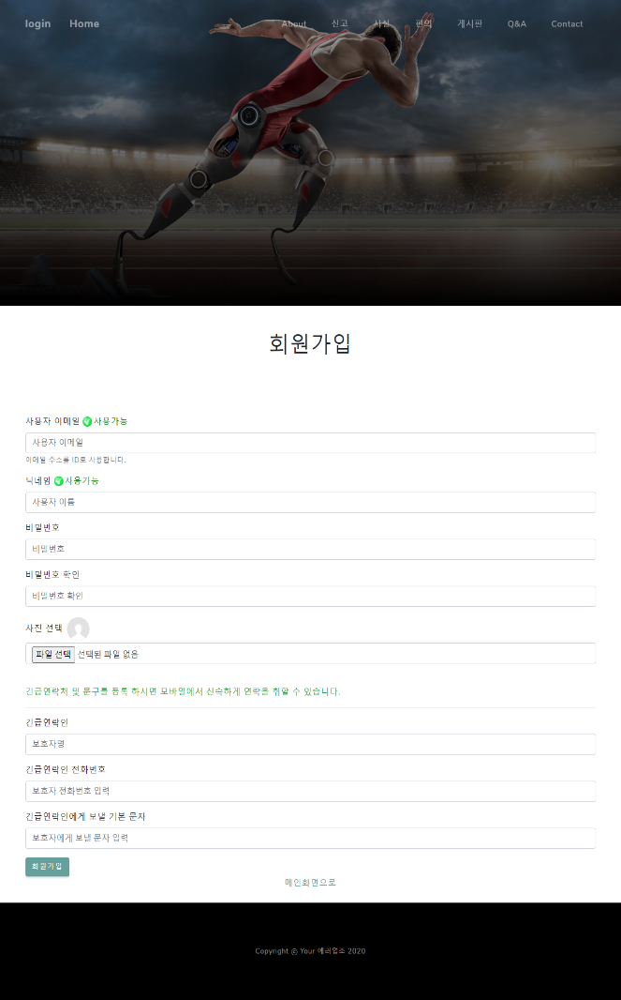 login Home About 신고 시설 편의 게시판 Q&A Contact
회원가입
사용자 이메일 사용가능
사용자 이메일
이메일 주소를 ID로 사용합니다.
닉네임 사용가능
사용자 이름
비밀번호
비밀번호
비밀번호 확인
비밀번호 확인
사진 선택
파일 선택 선택된 파일 없음
긴급연락처 및 문구를 등록 하시면 모바일에서 신속하게 연락을 취할 수 있습니다.
긴급연락인
보호자명
긴급연락인 전화번호
보호자 전화번호 입력
긴급연락인에게 보낼 기본 문자
보호자에게 보낼 문자 입력
회원가입
메인화면으로
Copyright © Your 에러업소 2020